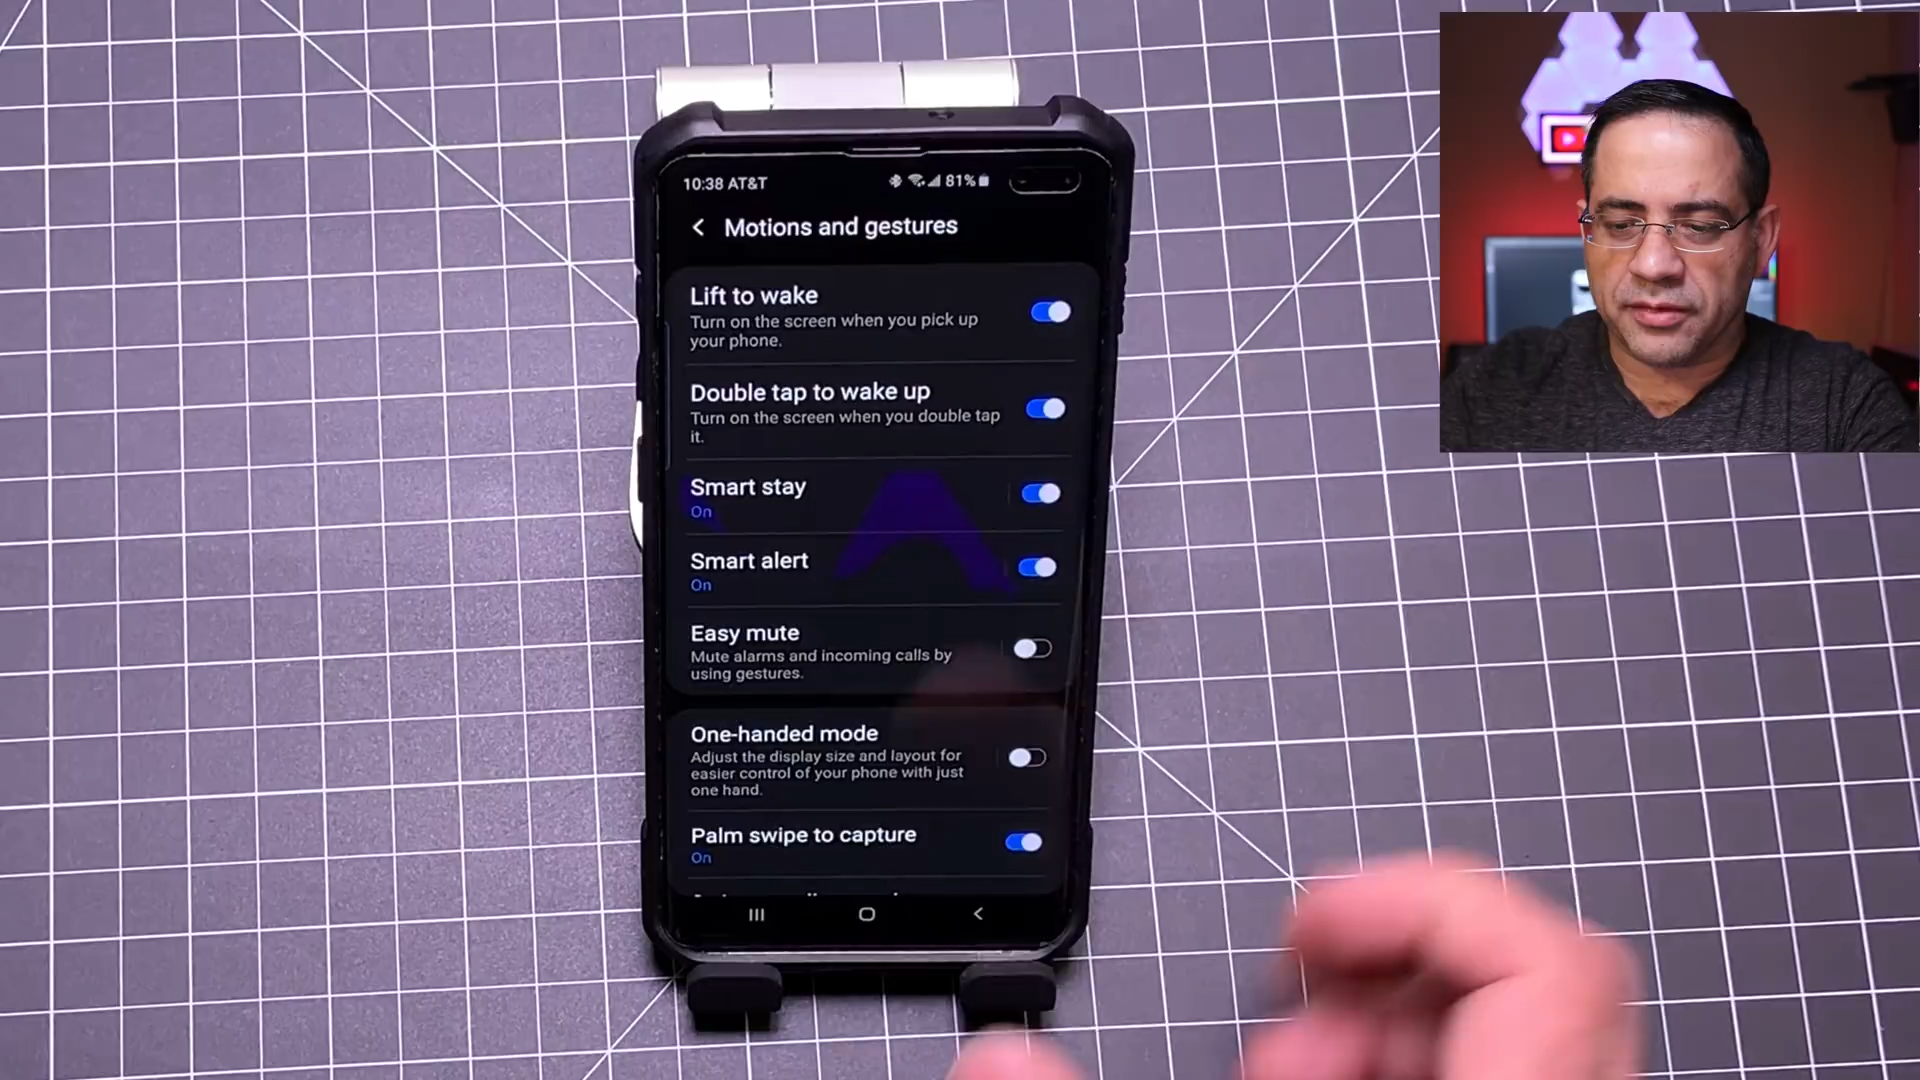 10:38 AT&T 81%
Motions and gestures
Lift to wake
Turn on the screen when you pick up
your phone.
Double tap to wake up
Turn on the screen when you double tap
it.
Smart stay
On
Smart alert
On
Easy mute
Mute alarms and incoming calls by
using gestures.
One-handed mode
Adjust the display size and layout for
easier control of your phone with just
one hand.
Palm swipe to capture
On